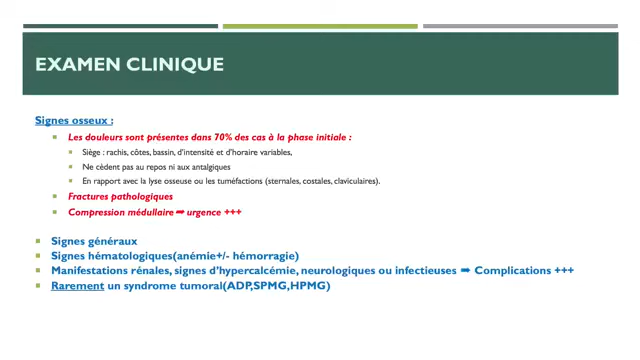 EXAMEN CLINIQUE
Signes osseux :
Les douleurs sont présentes dans 70% des cas à la phase initiale :
Siège : rachis, côtes, bassin, d'intensité et d'horaire variables,
Ne cèdent pas au repos ni aux antalgiques
En rapport avec la lyse osseuse ou les tuméfactions (sternales, costales, claviculaires).
Fractures pathologiques
Compression médullaire ➡ urgence +++
Signes généraux
Signes hématologiques(anémie+/- hémorragie)
Manifestations rénales, signes d'hypercalcémie, neurologiques ou infectieuses ➡ Complications +++
Rarement un syndrome tumoral(ADP,SPMG,HPMG)